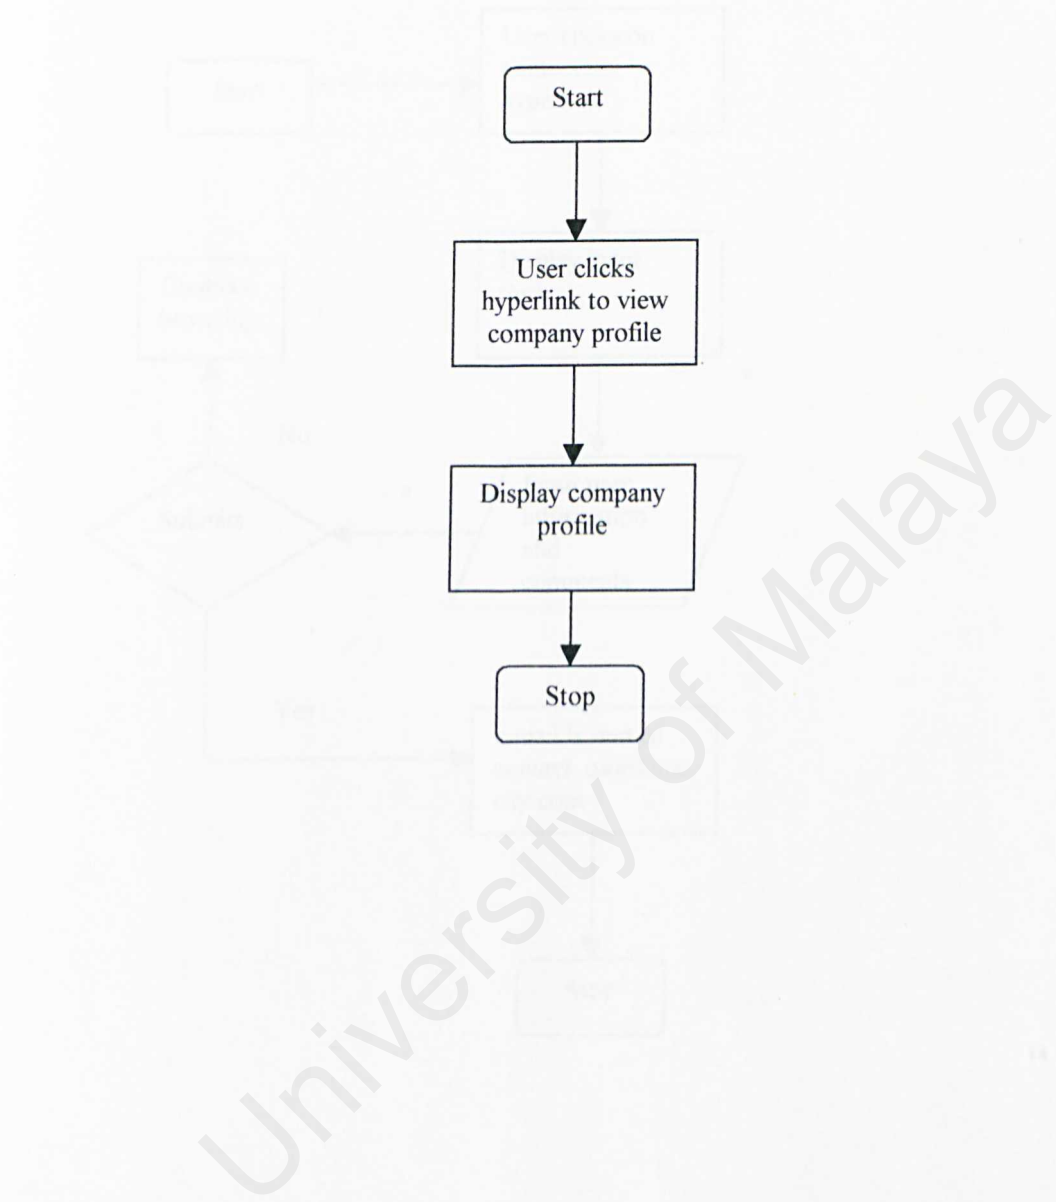 Start
User clicks
hyperlink to view
company profile
Display company
profile
Stop
University of Malaya